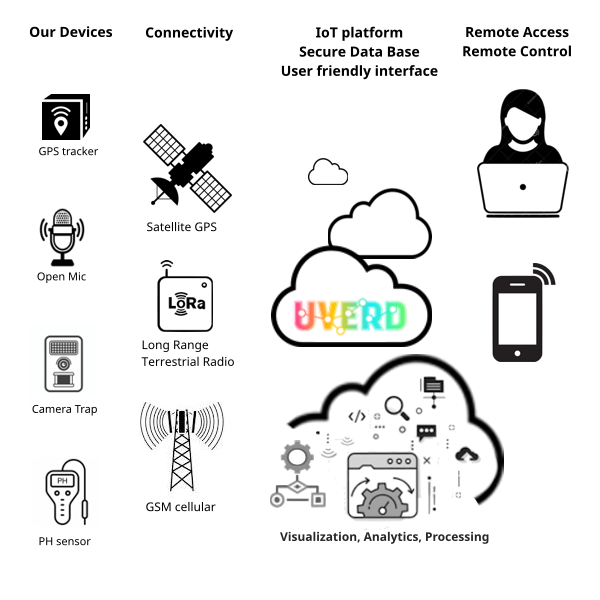 Our Devices
Connectivity
IoT platform
Secure Data Base
User friendly interface
Remote Access
Remote Control
GPS tracker
Open Mic
Camera Trap
PH
PH sensor
Satellite GPS
LoRa
Long Range
Terrestrial Radio
GSM cellular
UVERD
</>
Visualization, Analytics, Processing